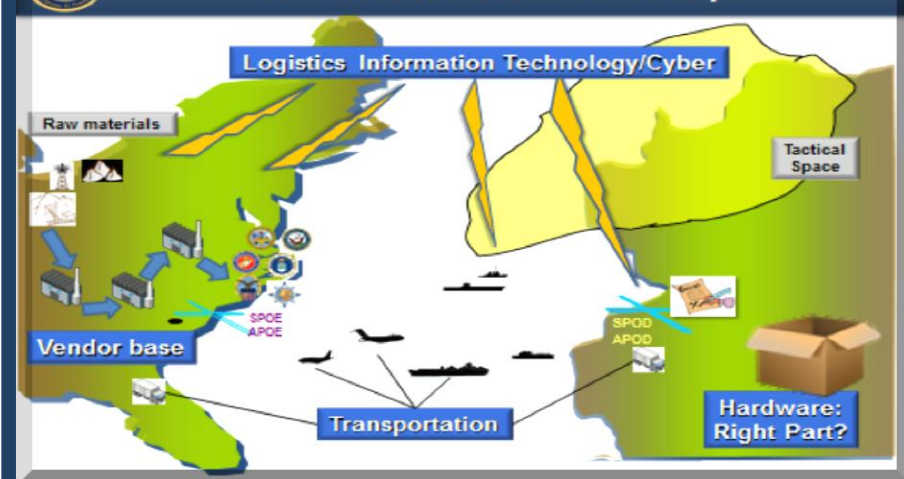 Logistics Information Technology/Cyber
Raw materials
Tactical
Space
SPOE
APOE
SPOD
APOD
Vendor base
Transportation
Hardware:
Right Part?